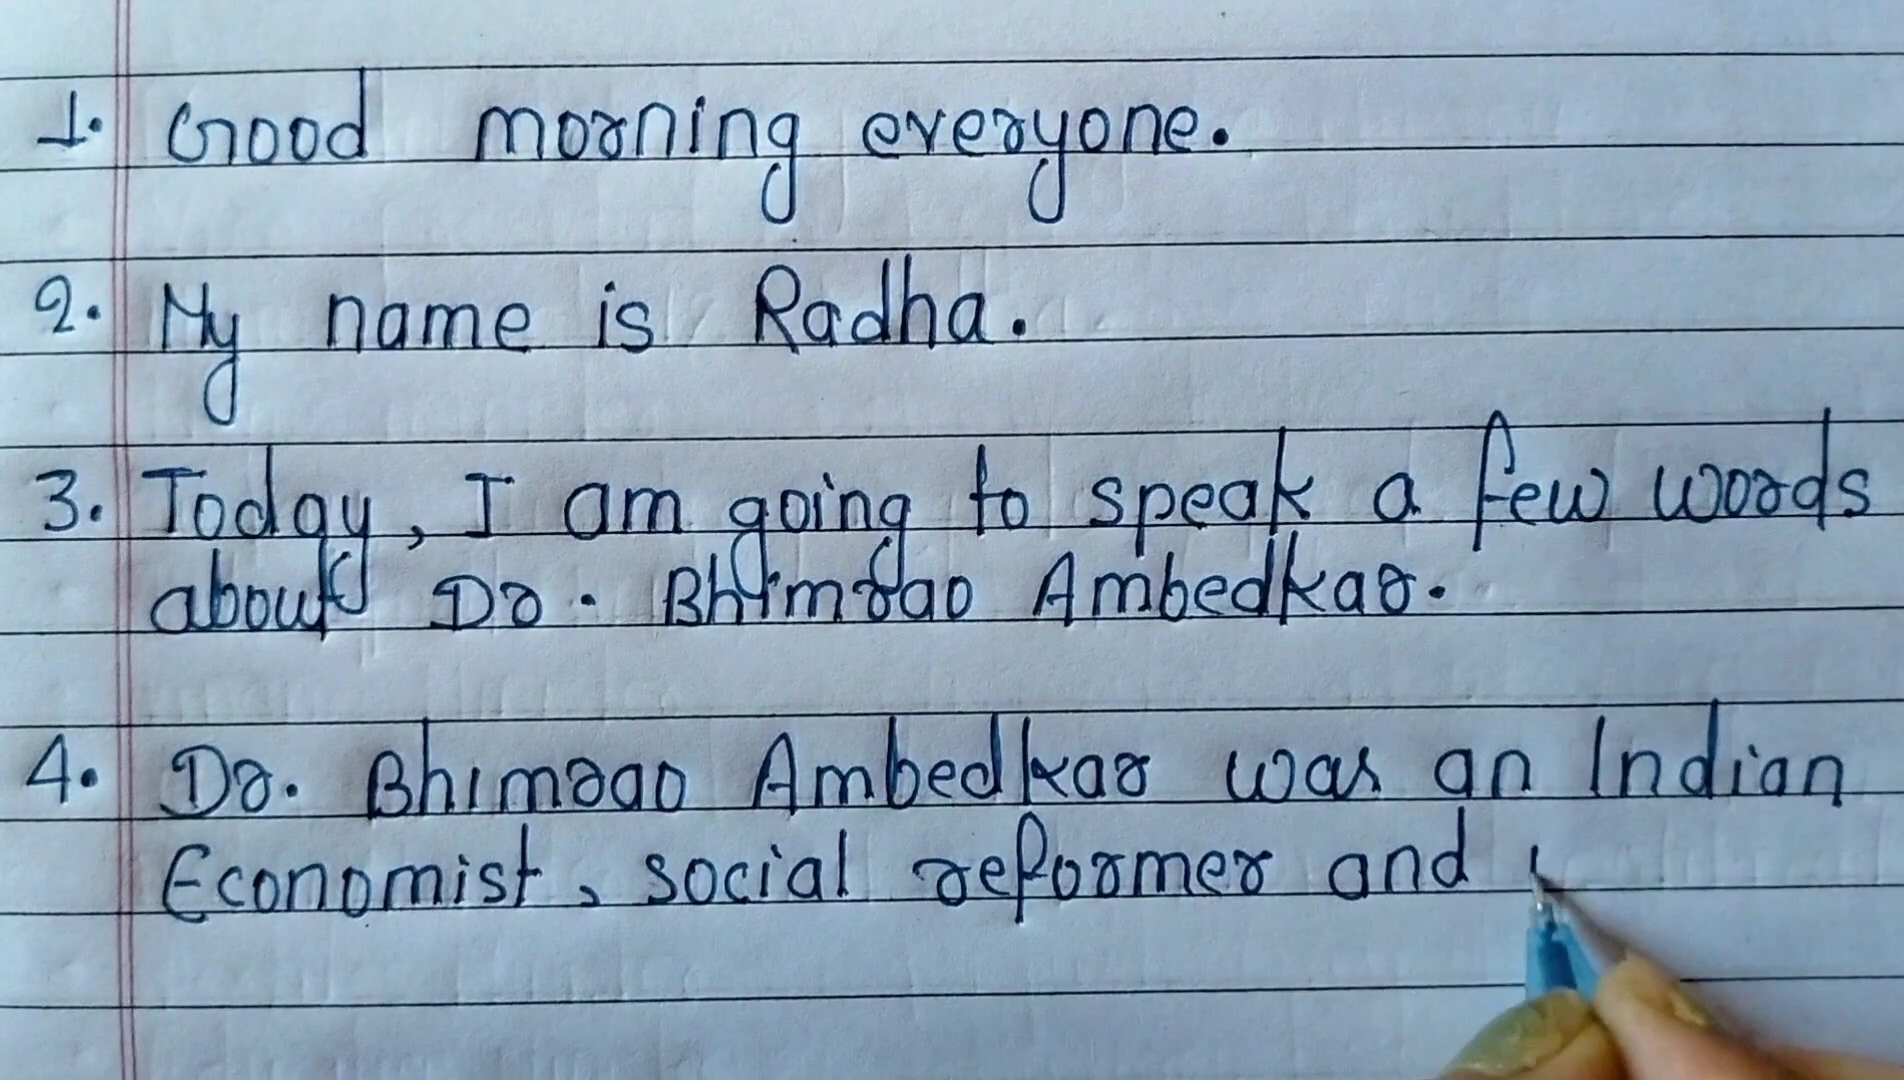 1. Good morning everyone.
2. My name is Radha.
3. Today, I am going to speak a few words
about Dr. Bhimrao Ambedkar.
4. Dr. Bhimrao Ambedkar was an Indian
Economist, social reformer and